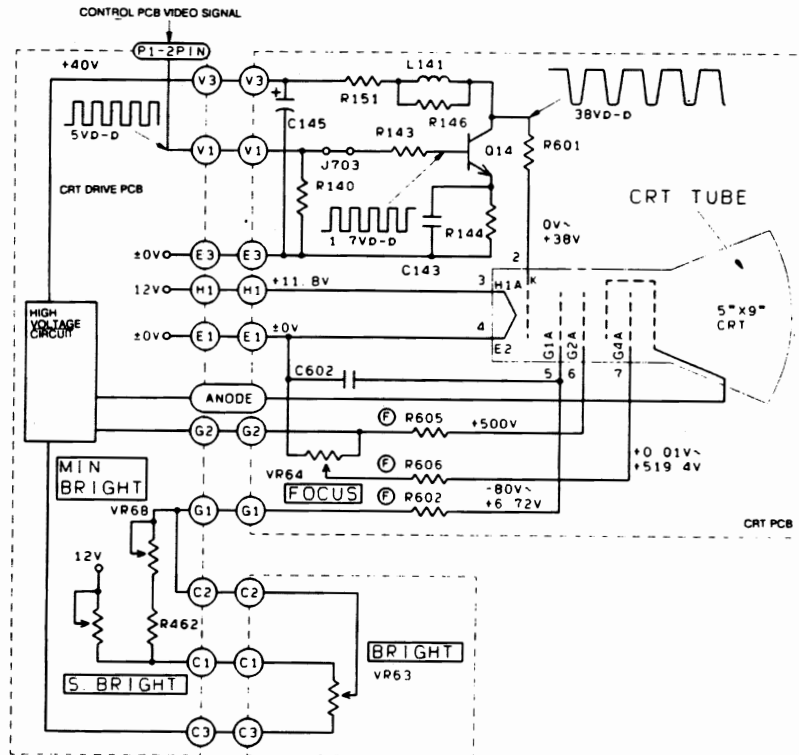 CONTROL PCB VIDEO SIGNAL
P1-2PIN
+40V
V3
V3
L141
R151
R146
38VD-D
5VD-D
C145
R143
Q14
R601
V1
V1
J703
CRT DRIVE PCB
R140
CRT TUBE
1 7VD-D
R144
0V~
+38V
±0V
E3
E3
C143
2
12V
H1
H1
+11.8V
3
H1A
K
HIGH
VOLTAGE
CIRCUIT
5"X9"
CRT
±0V
E1
E1
±0V
4
E2
G1A
G2A
G4A
5
6
7
C602
ANODE
G2
G2
F
R605
+500V
MIN
BRIGHT
VR64
F
R606
+0 01V~
+519 4V
FOCUS
F
R602
-80V~
+6 72V
VR68
G1
G1
CRT PCB
12V
C2
C2
R462
BRIGHT
VR63
C1
C1
S. BRIGHT
C3
C3